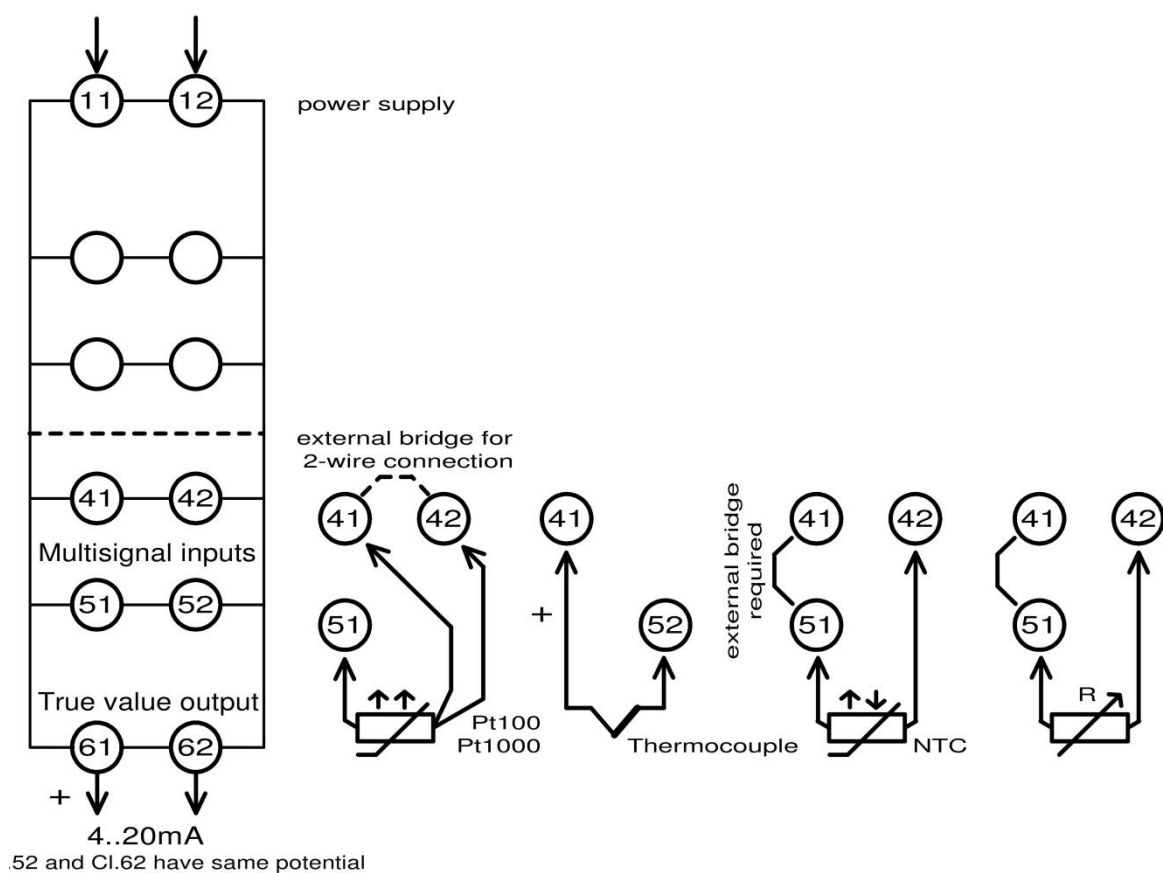 11 12 power supply
external bridge for
2-wire connection
41 42
Multisignal inputs
51 52
True value output
61 62
+
4..20mA
.52 and Cl.62 have same potential
41 42
51
Pt100
Pt1000
41
+
52
Thermocouple
external bridge
required
41 42
51
NTC
41 42
51
R